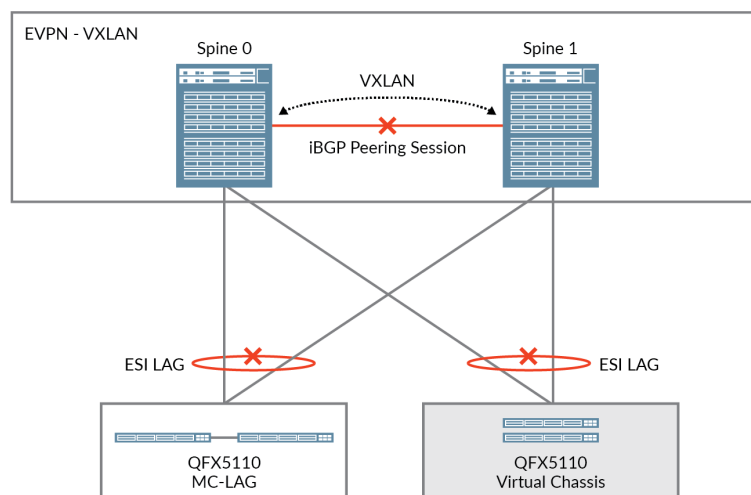 EVPN - VXLAN
Spine 0
Spine 1
VXLAN
iBGP Peering Session
ESI LAG
ESI LAG
QFX5110
MC-LAG
QFX5110
Virtual Chassis